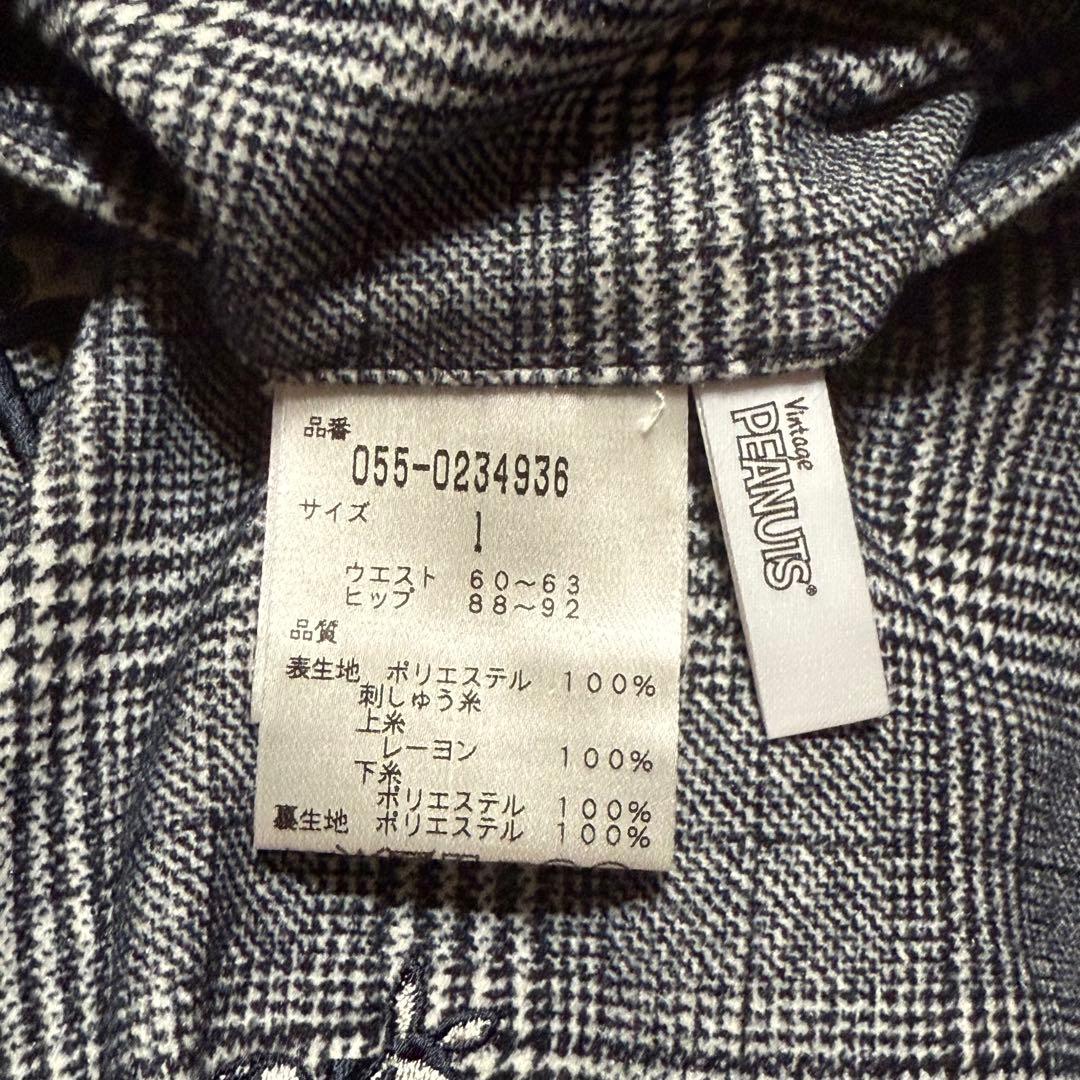 品番
055-0234936
サイズ
1
ウエスト 60~63
ヒップ 88~92
品質
表生地 ポリエステル 100%
刺しゅう糸
上糸
レーヨン 100%
下糸
ポリエステル 100%
裏生地 ポリエステル 100%
Vintage
PEANUTS®